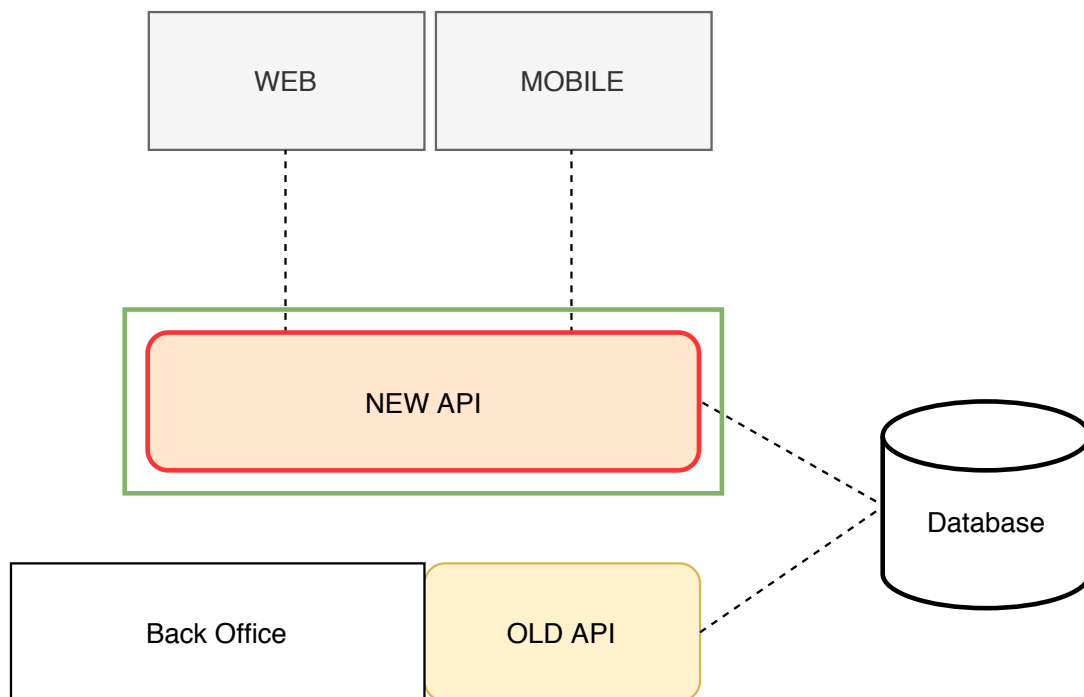 WEB
MOBILE
NEW API
Database
Back Office
OLD API